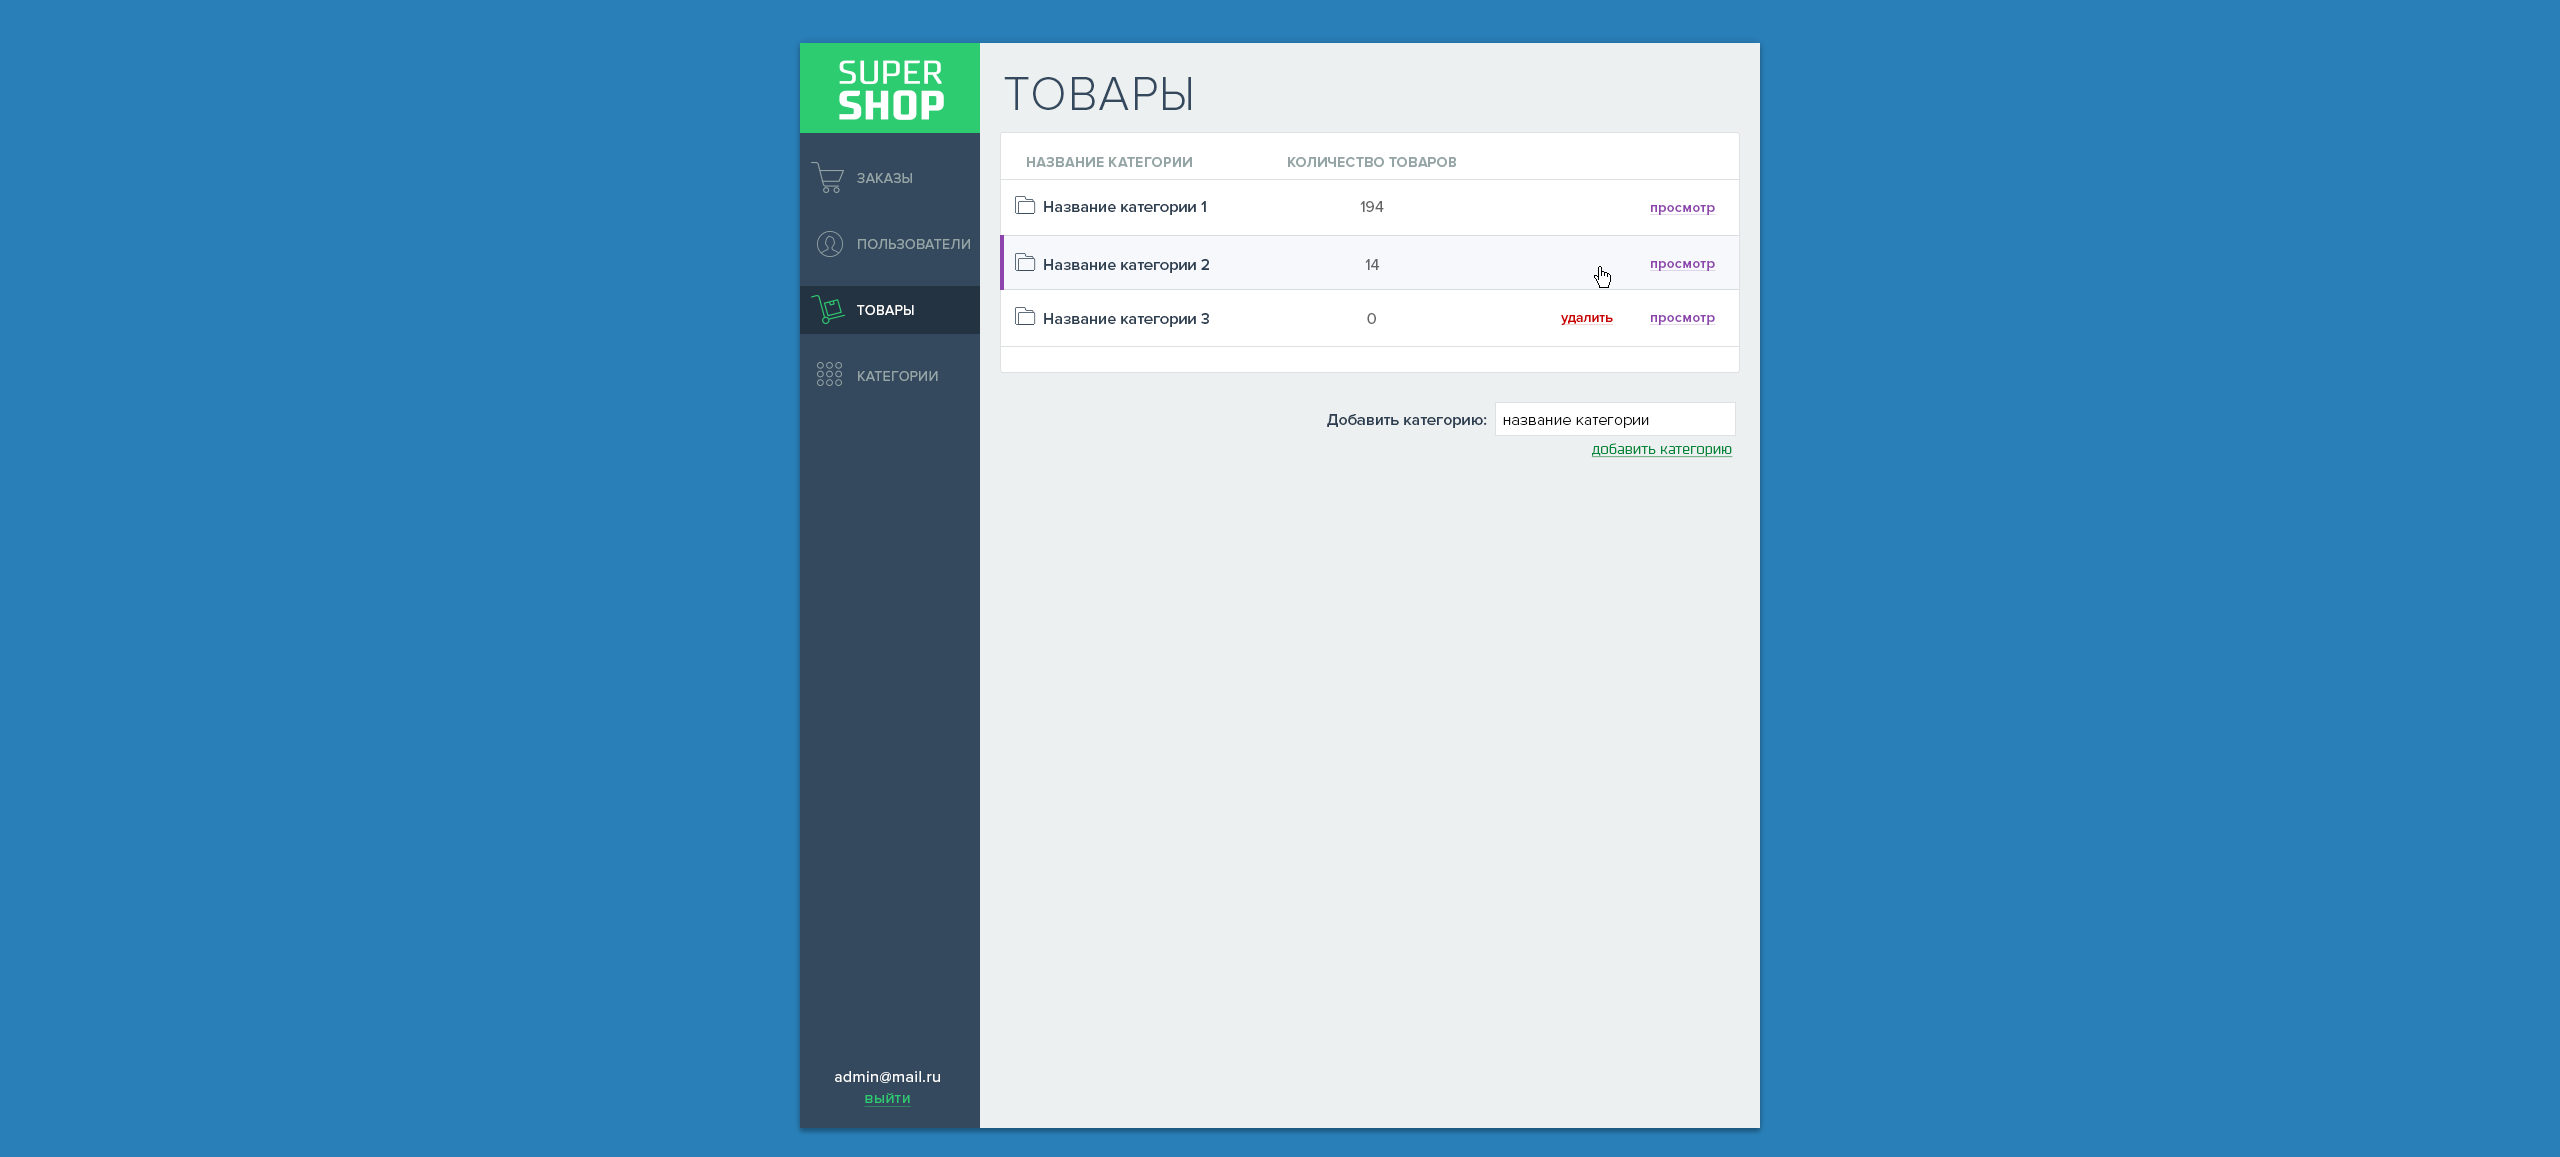 SUPER
SHOP
ЗАКАЗЫ
ПОЛЬЗОВАТЕЛИ
ТОВАРЫ
КАТЕГОРИИ
admin@mail.ru
выйти
ТОВАРЫ
НАЗВАНИЕ КАТЕГОРИИ КОЛИЧЕСТВО ТОВАРОВ
Название категории 1 194 просмотр
Название категории 2 14 просмотр
Название категории 3 0 удалить просмотр
Добавить категорию: название категории
добавить категорию